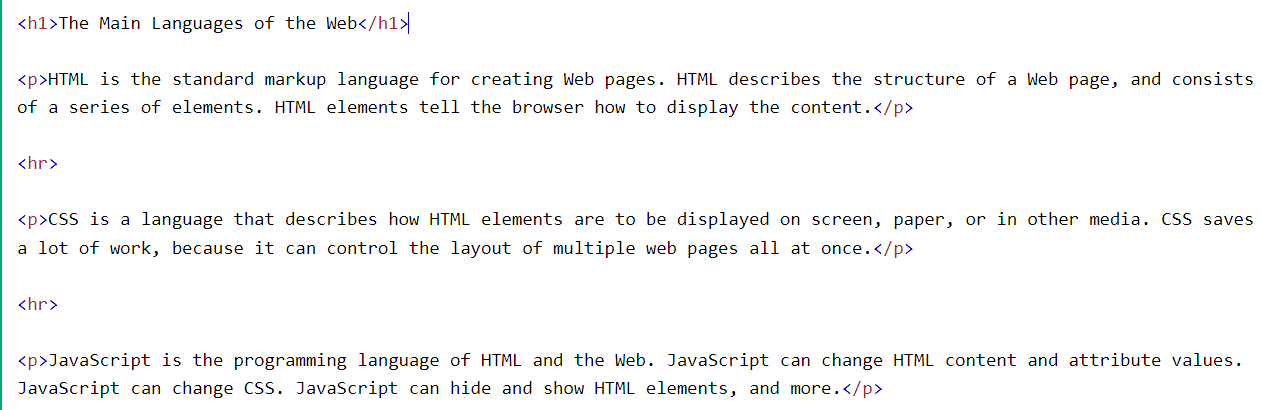 <h1>The Main Languages of the Web</h1>
<p>HTML is the standard markup language for creating Web pages. HTML describes the structure of a Web page, and consists
of a series of elements. HTML elements tell the browser how to display the content.</p>
<hr>
<p>CSS is a language that describes how HTML elements are to be displayed on screen, paper, or in other media. CSS saves
a lot of work, because it can control the layout of multiple web pages all at once.</p>
<hr>
<p>JavaScript is the programming language of HTML and the Web. JavaScript can change HTML content and attribute values.
JavaScript can change CSS. JavaScript can hide and show HTML elements, and more.</p>